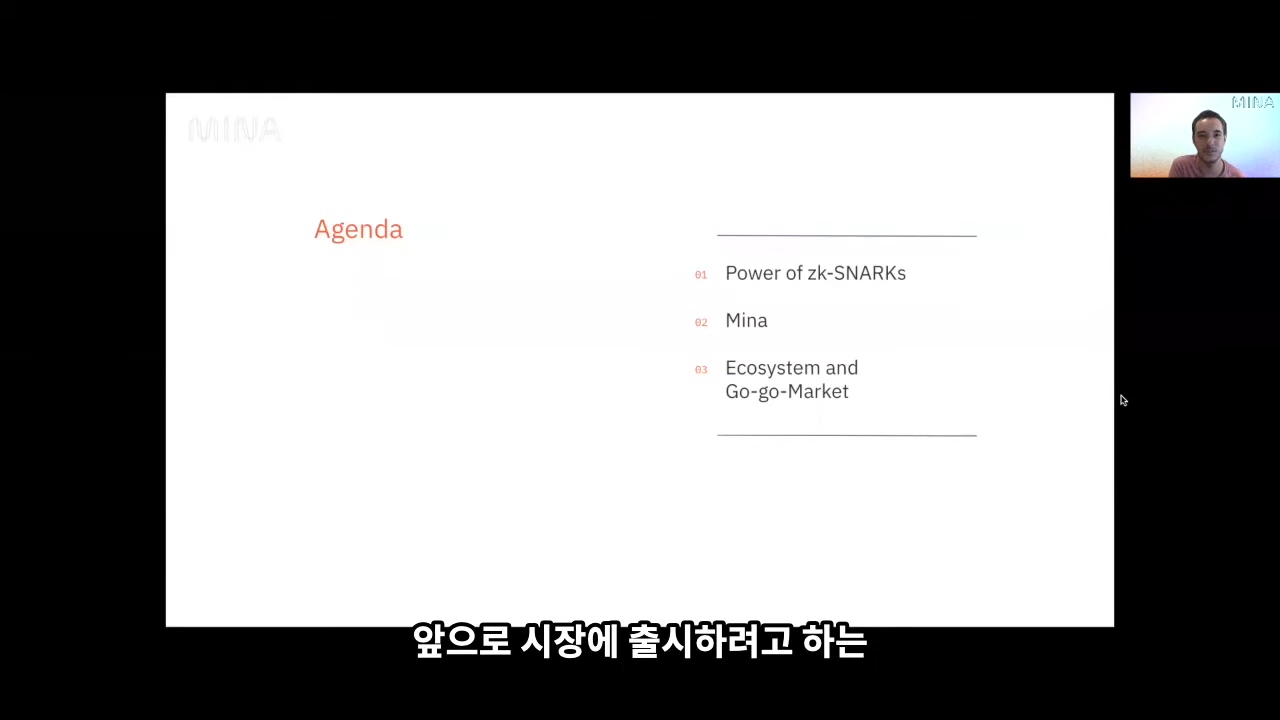 MINA
MINA
Agenda
01 Power of zk-SNARKs
02 Mina
03 Ecosystem and
Go-go-Market
앞으로 시장에 출시하려고 하는